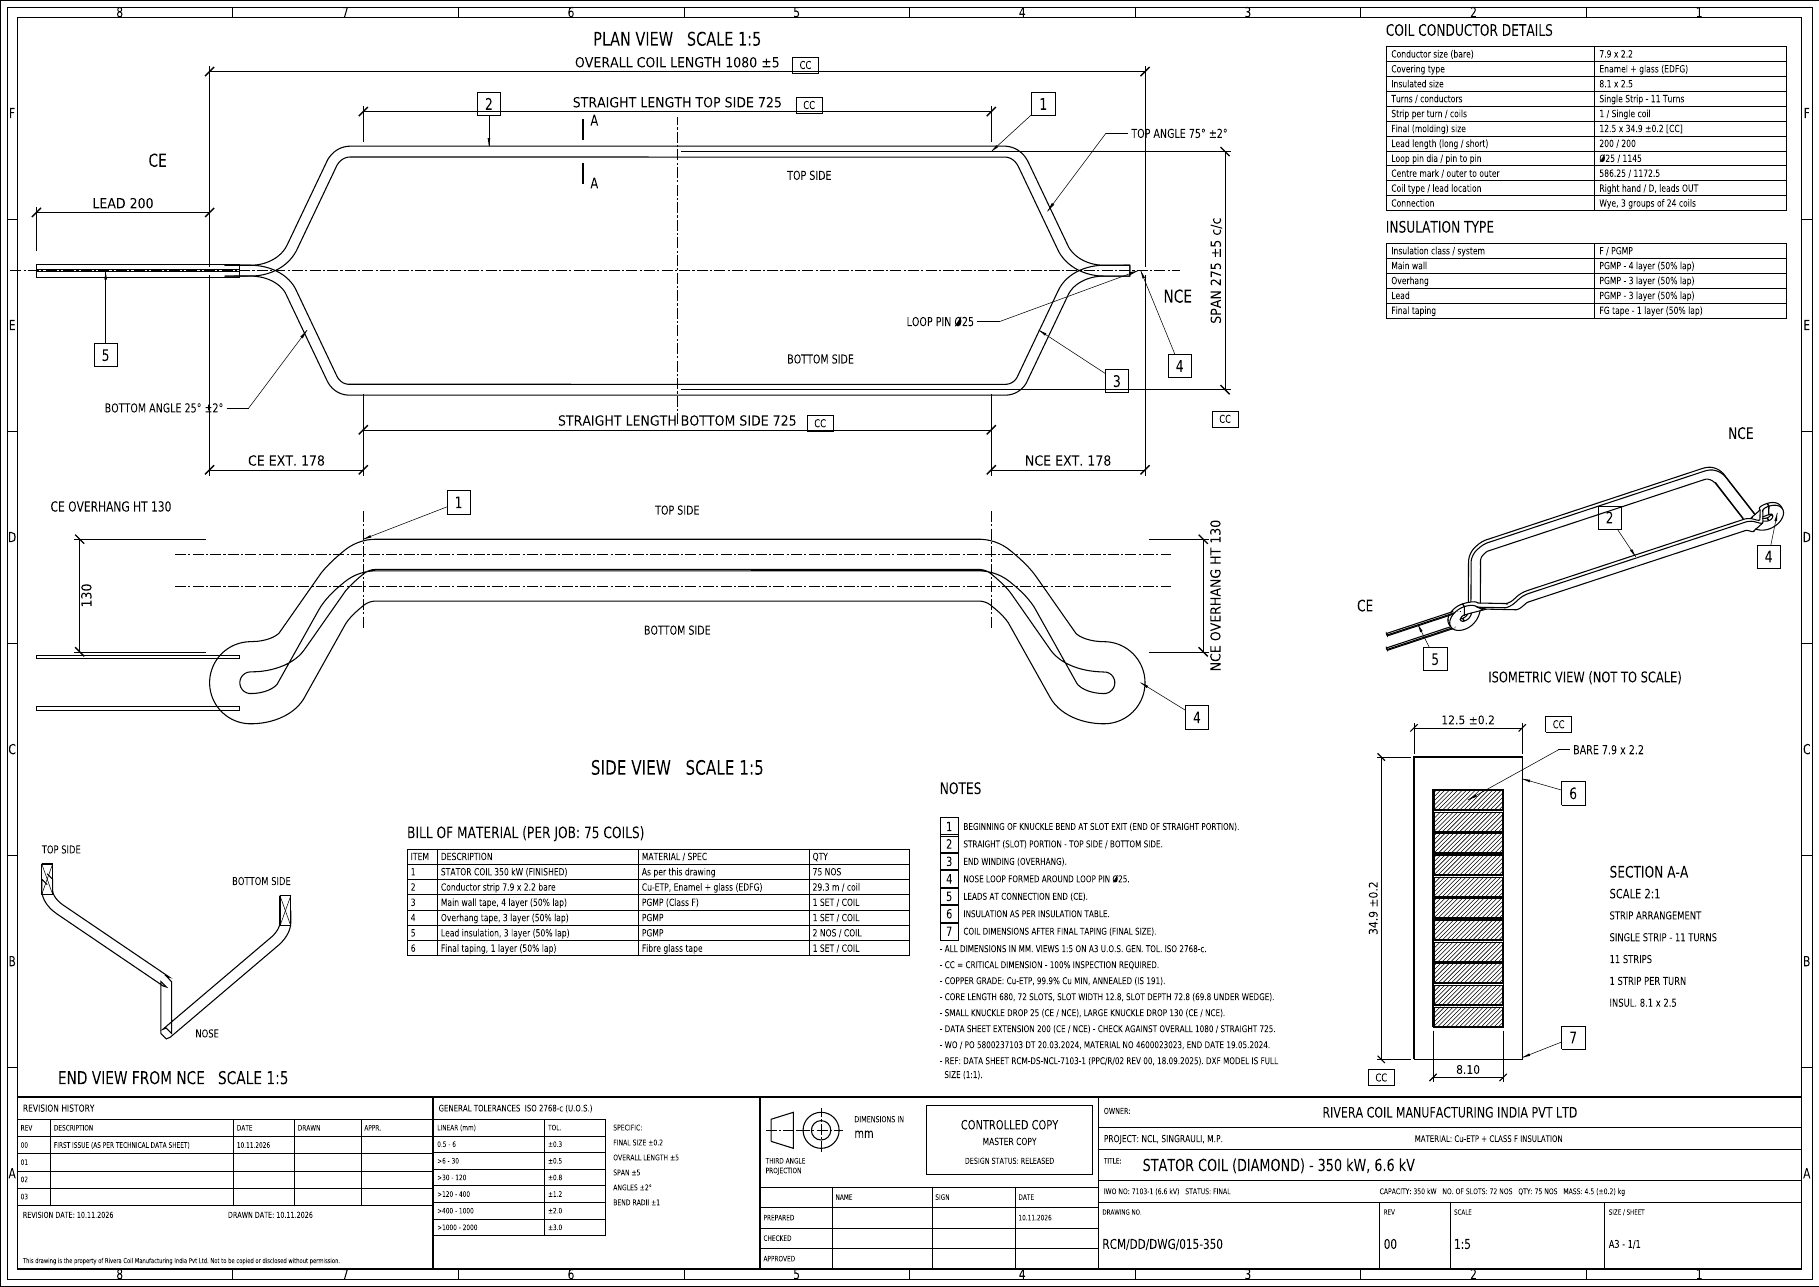 8 7 6 5 4 3 2 1
F
E
D
C
B
A
PLAN VIEW SCALE 1:5
OVERALL COIL LENGTH 1080 ±5 CC
STRAIGHT LENGTH TOP SIDE 725 CC
2
1
A
A
CE
TOP ANGLE 75° ±2°
TOP SIDE
LEAD 200
SPAN 275 ±5 c/c
NCE
LOOP PIN Ø25
5
BOTTOM SIDE
4
3
BOTTOM ANGLE 25° ±2°
STRAIGHT LENGTH BOTTOM SIDE 725 CC
CC
CE EXT. 178
NCE EXT. 178
COIL CONDUCTOR DETAILS
Conductor size (bare) 7.9 x 2.2
Covering type Enamel + glass (EDFG)
Insulated size 8.1 x 2.5
Turns / conductors Single Strip - 11 Turns
Strip per turn / coils 1 / Single coil
Final (molding) size 12.5 x 34.9 ±0.2 [CC]
Lead length (long / short) 200 / 200
Loop pin dia / pin to pin Ø25 / 1145
Centre mark / outer to outer 586.25 / 1172.5
Coil type / lead location Right hand / D, leads OUT
Connection Wye, 3 groups of 24 coils
INSULATION TYPE
Insulation class / system F / PGMP
Main wall PGMP - 4 layer (50% lap)
Overhang PGMP - 3 layer (50% lap)
Lead PGMP - 3 layer (50% lap)
Final taping FG tape - 1 layer (50% lap)
CE OVERHANG HT 130
1
TOP SIDE
130
BOTTOM SIDE
NCE OVERHANG HT 130
4
SIDE VIEW SCALE 1:5
NCE
2
4
CE
5
ISOMETRIC VIEW (NOT TO SCALE)
12.5 ±0.2
CC
BARE 7.9 x 2.2
6
34.9 ±0.2
7
CC
8.10
SECTION A-A
SCALE 2:1
STRIP ARRANGEMENT
SINGLE STRIP - 11 TURNS
11 STRIPS
1 STRIP PER TURN
INSUL. 8.1 x 2.5
TOP SIDE
BOTTOM SIDE
NOSE
END VIEW FROM NCE SCALE 1:5
BILL OF MATERIAL (PER JOB: 75 COILS)
ITEM DESCRIPTION MATERIAL / SPEC QTY
1 STATOR COIL 350 kW (FINISHED) As per this drawing 75 NOS
2 Conductor strip 7.9 x 2.2 bare Cu-ETP, Enamel + glass (EDFG) 29.3 m / coil
3 Main wall tape, 4 layer (50% lap) PGMP (Class F) 1 SET / COIL
4 Overhang tape, 3 layer (50% lap) PGMP 1 SET / COIL
5 Lead insulation, 3 layer (50% lap) PGMP 2 NOS / COIL
6 Final taping, 1 layer (50% lap) Fibre glass tape 1 SET / COIL
NOTES
1 BEGINNING OF KNUCKLE BEND AT SLOT EXIT (END OF STRAIGHT PORTION).
2 STRAIGHT (SLOT) PORTION - TOP SIDE / BOTTOM SIDE.
3 END WINDING (OVERHANG).
4 NOSE LOOP FORMED AROUND LOOP PIN Ø25.
5 LEADS AT CONNECTION END (CE).
6 INSULATION AS PER INSULATION TABLE.
7 COIL DIMENSIONS AFTER FINAL TAPING (FINAL SIZE).
- ALL DIMENSIONS IN MM. VIEWS 1:5 ON A3 U.O.S. GEN. TOL. ISO 2768-c.
- CC = CRITICAL DIMENSION - 100% INSPECTION REQUIRED.
- COPPER GRADE: Cu-ETP, 99.9% Cu MIN, ANNEALED (IS 191).
- CORE LENGTH 680, 72 SLOTS, SLOT WIDTH 12.8, SLOT DEPTH 72.8 (69.8 UNDER WEDGE).
- SMALL KNUCKLE DROP 25 (CE / NCE), LARGE KNUCKLE DROP 130 (CE / NCE).
- DATA SHEET EXTENSION 200 (CE / NCE) - CHECK AGAINST OVERALL 1080 / STRAIGHT 725.
- WO / PO 5800237103 DT 20.03.2024, MATERIAL NO 4600023023, END DATE 19.05.2024.
- REF: DATA SHEET RCM-DS-NCL-7103-1 (PPC/R/02 REV 00, 18.09.2025). DXF MODEL IS FULL
SIZE (1:1).
REVISION HISTORY
REV DESCRIPTION DATE DRAWN APPR.
00 FIRST ISSUE (AS PER TECHNICAL DATA SHEET) 10.11.2026
01
02
03
REVISION DATE: 10.11.2026 DRAWN DATE: 10.11.2026
This drawing is the property of Rivera Coil Manufacturing India Pvt Ltd. Not to be copied or disclosed without permission.
GENERAL TOLERANCES ISO 2768-c (U.O.S.)
LINEAR (mm) TOL.
0.5 - 6 ±0.3
>6 - 30 ±0.5
>30 - 120 ±0.8
>120 - 400 ±1.2
>400 - 1000 ±2.0
>1000 - 2000 ±3.0
SPECIFIC:
FINAL SIZE ±0.2
OVERALL LENGTH ±5
SPAN ±5
ANGLES ±2°
BEND RADII ±1
THIRD ANGLE
PROJECTION
DIMENSIONS IN
mm
CONTROLLED COPY
MASTER COPY
DESIGN STATUS: RELEASED
NAME SIGN DATE
PREPARED 10.11.2026
CHECKED
APPROVED
OWNER: RIVERA COIL MANUFACTURING INDIA PVT LTD
PROJECT: NCL, SINGRAULI, M.P. MATERIAL: Cu-ETP + CLASS F INSULATION
TITLE: STATOR COIL (DIAMOND) - 350 kW, 6.6 kV
IWO NO: 7103-1 (6.6 kV) STATUS: FINAL CAPACITY: 350 kW NO. OF SLOTS: 72 NOS QTY: 75 NOS MASS: 4.5 (±0.2) kg
DRAWING NO. REV SCALE SIZE / SHEET
RCM/DD/DWG/015-350 00 1:5 A3 - 1/1
8 7 6 5 4 3 2 1
F
E
D
C
B
A